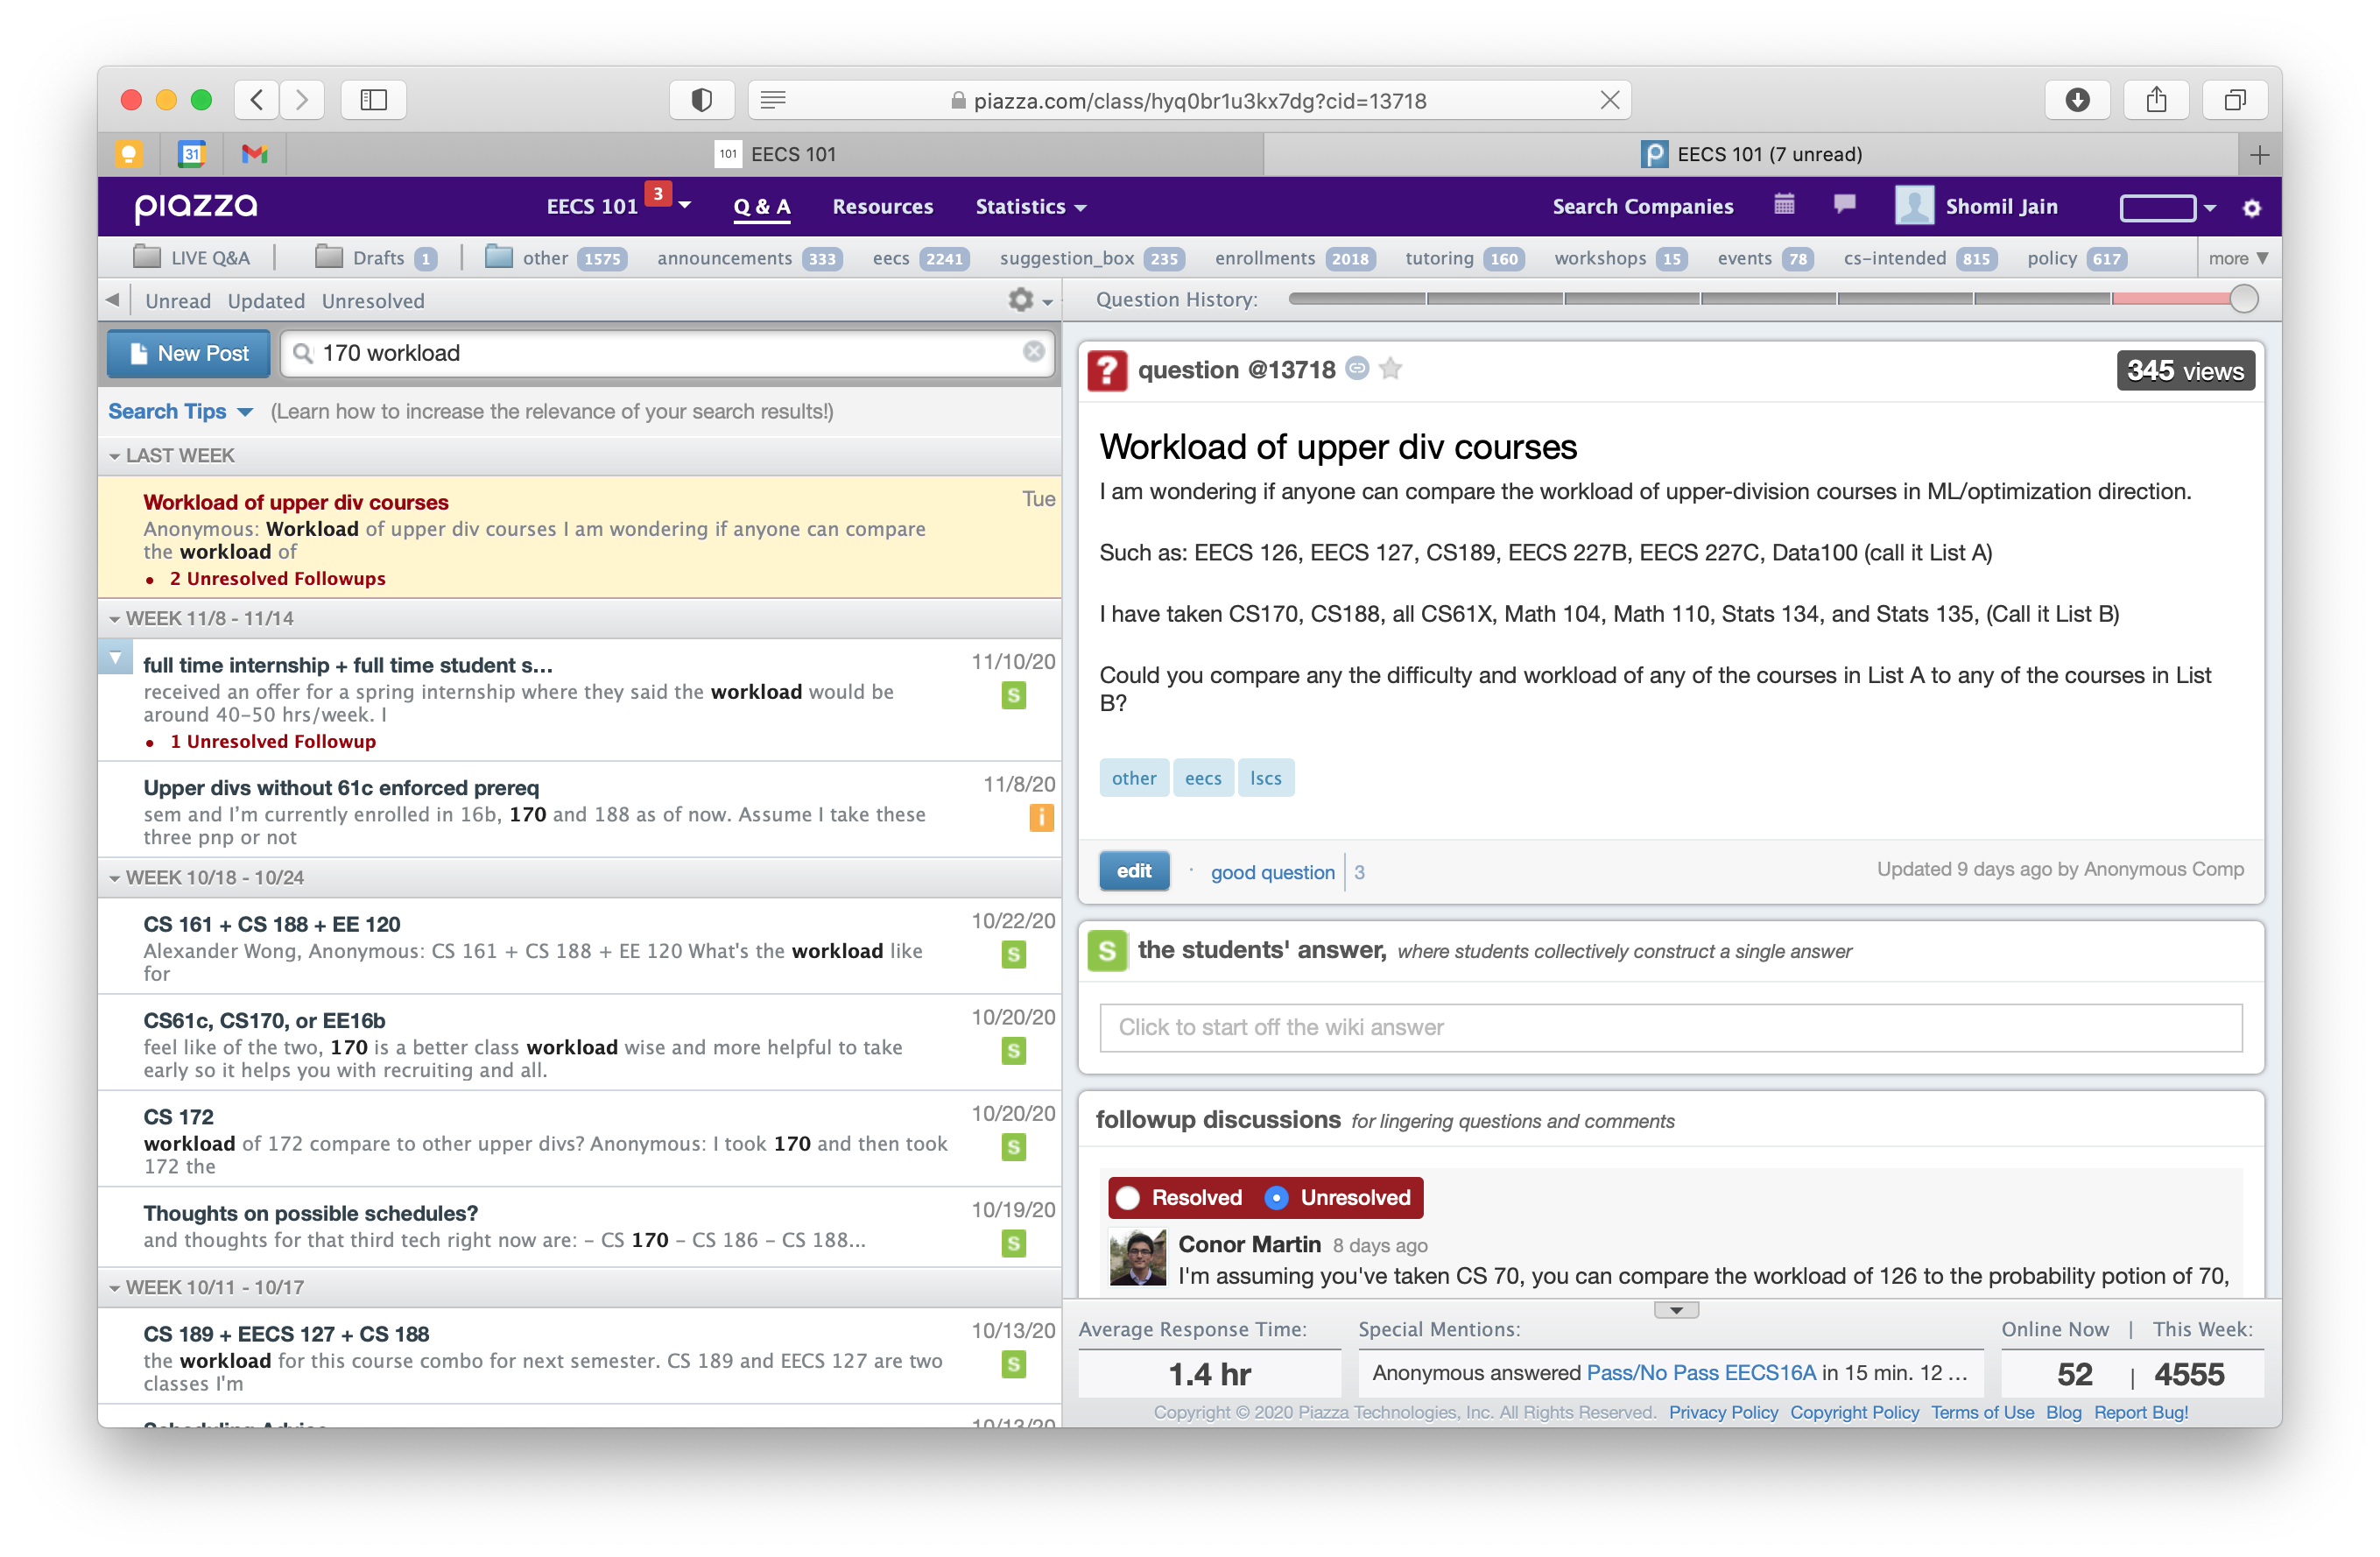 piazza.com/class/hyq0br1u3kx7dg?cid=13718
31
101 EECS 101
EECS 101 (7 unread)
piazza
EECS 101 3
Q & A
Resources
Statistics
Search Companies
Shomil Jain
LIVE Q&A
Drafts 1
other 1575
announcements 333
eecs 2241
suggestion_box 235
enrollments 2018
tutoring 160
workshops 15
events 78
cs-intended 815
policy 617
more
Unread Updated Unresolved
New Post
170 workload
Search Tips (Learn how to increase the relevance of your search results!)
LAST WEEK
Workload of upper div courses Tue
Anonymous: Workload of upper div courses I am wondering if anyone can compare
the workload of
• 2 Unresolved Followups
WEEK 11/8 - 11/14
full time internship + full time student s... 11/10/20
received an offer for a spring internship where they said the workload would be S
around 40-50 hrs/week. I
• 1 Unresolved Followup
Upper divs without 61c enforced prereq 11/8/20
sem and I'm currently enrolled in 16b, 170 and 188 as of now. Assume I take these i
three pnp or not
WEEK 10/18 - 10/24
CS 161 + CS 188 + EE 120 10/22/20
Alexander Wong, Anonymous: CS 161 + CS 188 + EE 120 What's the workload like S
for
CS61c, CS170, or EE16b 10/20/20
feel like of the two, 170 is a better class workload wise and more helpful to take S
early so it helps you with recruiting and all.
CS 172 10/20/20
workload of 172 compare to other upper divs? Anonymous: I took 170 and then took S
172 the
Thoughts on possible schedules? 10/19/20
and thoughts for that third tech right now are: - CS 170 - CS 186 - CS 188... S
WEEK 10/11 - 10/17
CS 189 + EECS 127 + CS 188 10/13/20
the workload for this course combo for next semester. CS 189 and EECS 127 are two S
classes I'm
Scheduling Advice 10/13/20
Question History:
? question @13718
345 views
Workload of upper div courses
I am wondering if anyone can compare the workload of upper-division courses in ML/optimization direction.
Such as: EECS 126, EECS 127, CS189, EECS 227B, EECS 227C, Data100 (call it List A)
I have taken CS170, CS188, all CS61X, Math 104, Math 110, Stats 134, and Stats 135, (Call it List B)
Could you compare any the difficulty and workload of any of the courses in List A to any of the courses in List
B?
other eecs lscs
edit · good question 3
Updated 9 days ago by Anonymous Comp
S the students' answer, where students collectively construct a single answer
Click to start off the wiki answer
followup discussions for lingering questions and comments
Resolved Unresolved
Conor Martin 8 days ago
I'm assuming you've taken CS 70, you can compare the workload of 126 to the probability potion of 70,
Average Response Time:
1.4 hr
Special Mentions:
Anonymous answered Pass/No Pass EECS16A in 15 min. 12 ...
Online Now | This Week:
52 | 4555
Copyright © 2020 Piazza Technologies, Inc. All Rights Reserved. Privacy Policy Copyright Policy Terms of Use Blog Report Bug!